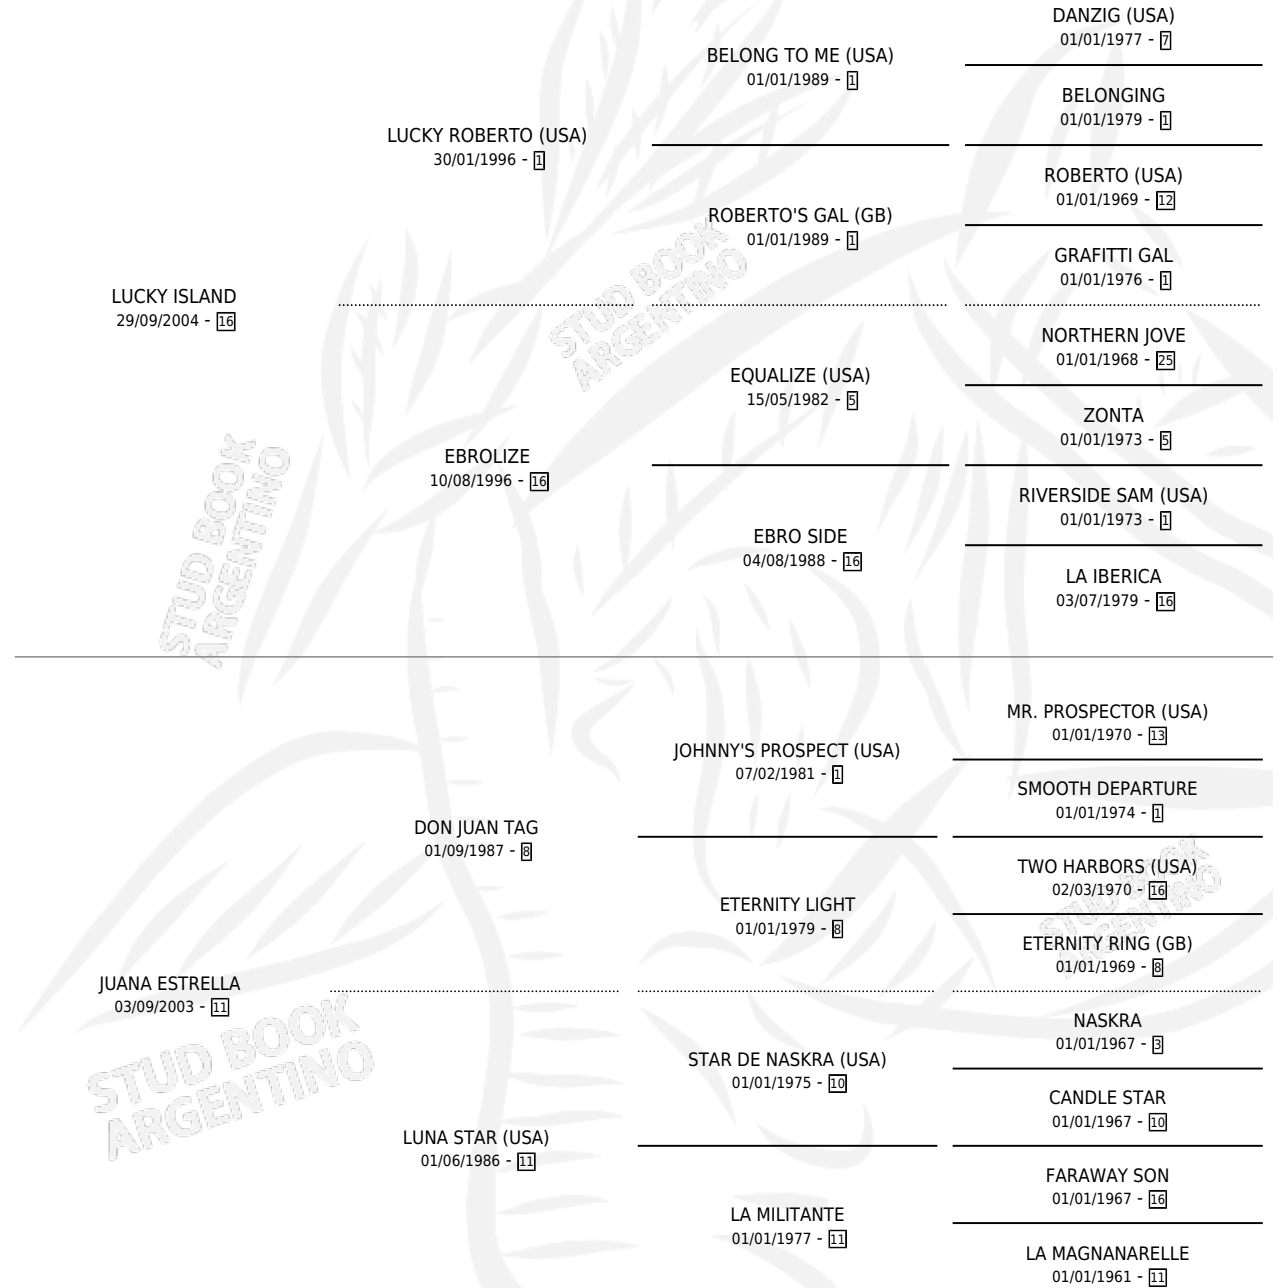 DANZIG (USA)
01/01/1977 - 7
BELONG TO ME (USA)
01/01/1989 - 1
BELONGING
01/01/1979 - 1
LUCKY ROBERTO (USA)
30/01/1996 - 1
ROBERTO (USA)
01/01/1969 - 12
ROBERTO'S GAL (GB)
01/01/1989 - 1
GRAFITTI GAL
01/01/1976 - 1
LUCKY ISLAND
29/09/2004 - 16
NORTHERN JOVE
01/01/1968 - 25
EQUALIZE (USA)
15/05/1982 - 5
ZONTA
01/01/1973 - 5
EBROLIZE
10/08/1996 - 16
RIVERSIDE SAM (USA)
01/01/1973 - 1
EBRO SIDE
04/08/1988 - 16
LA IBERICA
03/07/1979 - 16
STUD BOOK
ARGENTINO
STUD BOOK
ARGENTINO
MR. PROSPECTOR (USA)
01/01/1970 - 13
JOHNNY'S PROSPECT (USA)
07/02/1981 - 1
SMOOTH DEPARTURE
01/01/1974 - 1
DON JUAN TAG
01/09/1987 - 8
TWO HARBORS (USA)
02/03/1970 - 16
ETERNITY LIGHT
01/01/1979 - 8
ETERNITY RING (GB)
01/01/1969 - 8
STUD BOOK
ARGENTINO
JUANA ESTRELLA
03/09/2003 - 11
NASKRA
01/01/1967 - 3
STAR DE NASKRA (USA)
01/01/1975 - 10
CANDLE STAR
01/01/1967 - 10
LUNA STAR (USA)
01/06/1986 - 11
FARAWAY SON
01/01/1967 - 16
LA MILITANTE
01/01/1977 - 11
LA MAGNANARELLE
01/01/1961 - 11
STUD BOOK
ARGENTINO